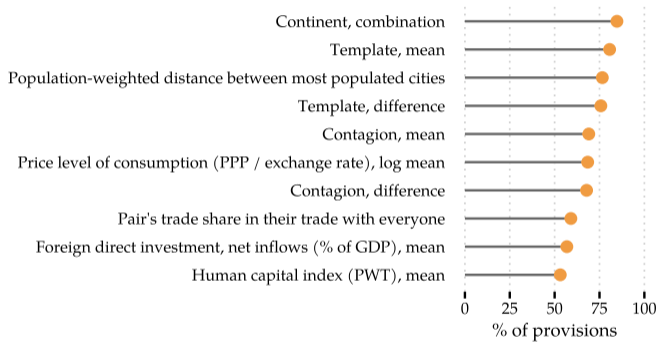 Continent, combination
Template, mean
Population-weighted distance between most populated cities
Template, difference
Contagion, mean
Price level of consumption (PPP / exchange rate), log mean
Contagion, difference
Pair's trade share in their trade with everyone
Foreign direct investment, net inflows (% of GDP), mean
Human capital index (PWT), mean
0 25 50 75 100
% of provisions